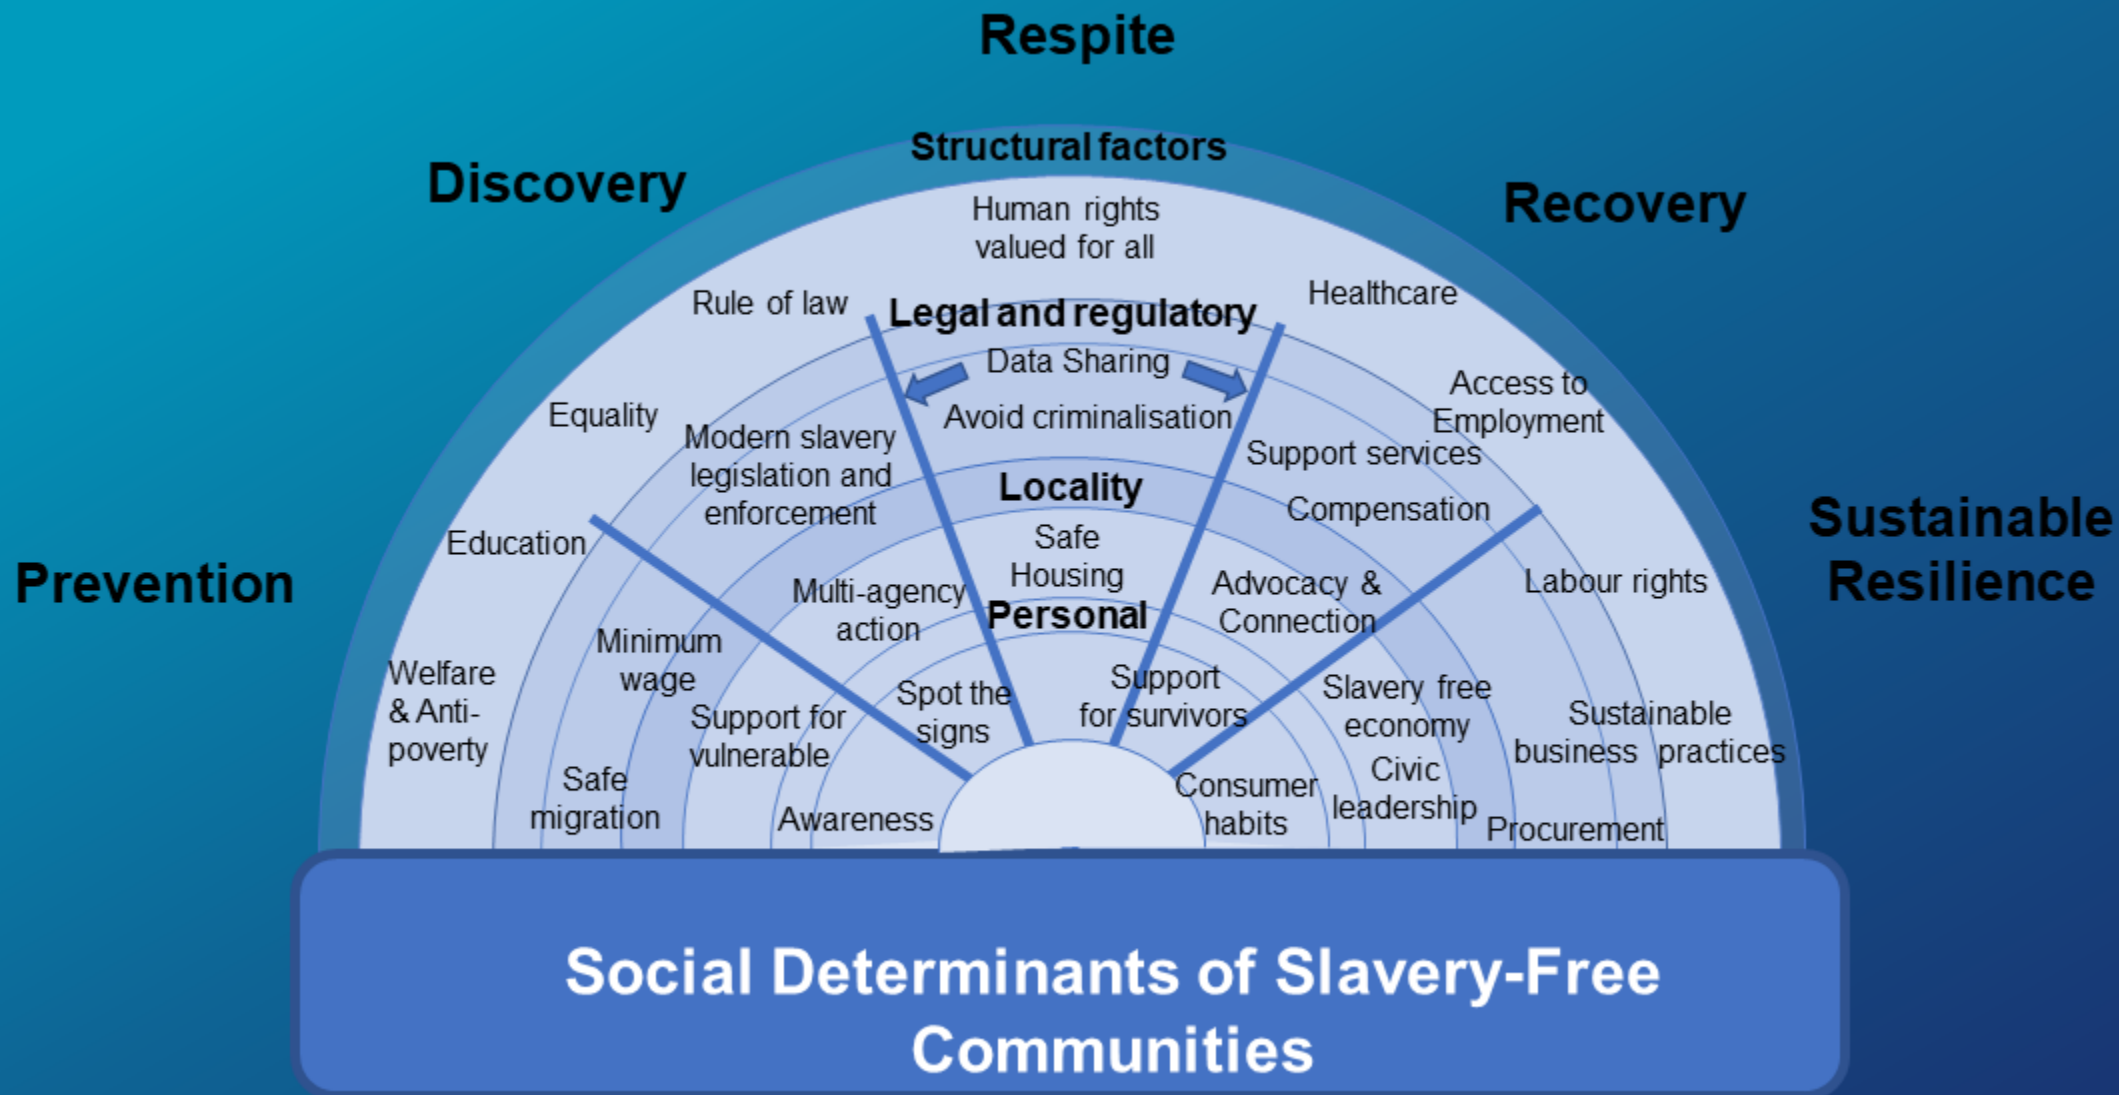 Respite
Structural factors
Discovery
Recovery
Human rights
valued for all
Rule of law
Healthcare
Legal and regulatory
Data Sharing
Avoid criminalisation
Access to
Employment
Equality
Modern slavery
legislation and
enforcement
Support services
Compensation
Locality
Safe
Housing
Education
Prevention
Sustainable
Resilience
Multi-agency
action
Advocacy &
Connection
Labour rights
Personal
Minimum
wage
Welfare
& Anti-
poverty
Support for
vulnerable
Spot the
signs
Support
for survivors
Slavery free
economy
Sustainable
business practices
Safe
migration
Awareness
Consumer
habits
Civic
leadership
Procurement
Social Determinants of Slavery-Free
Communities